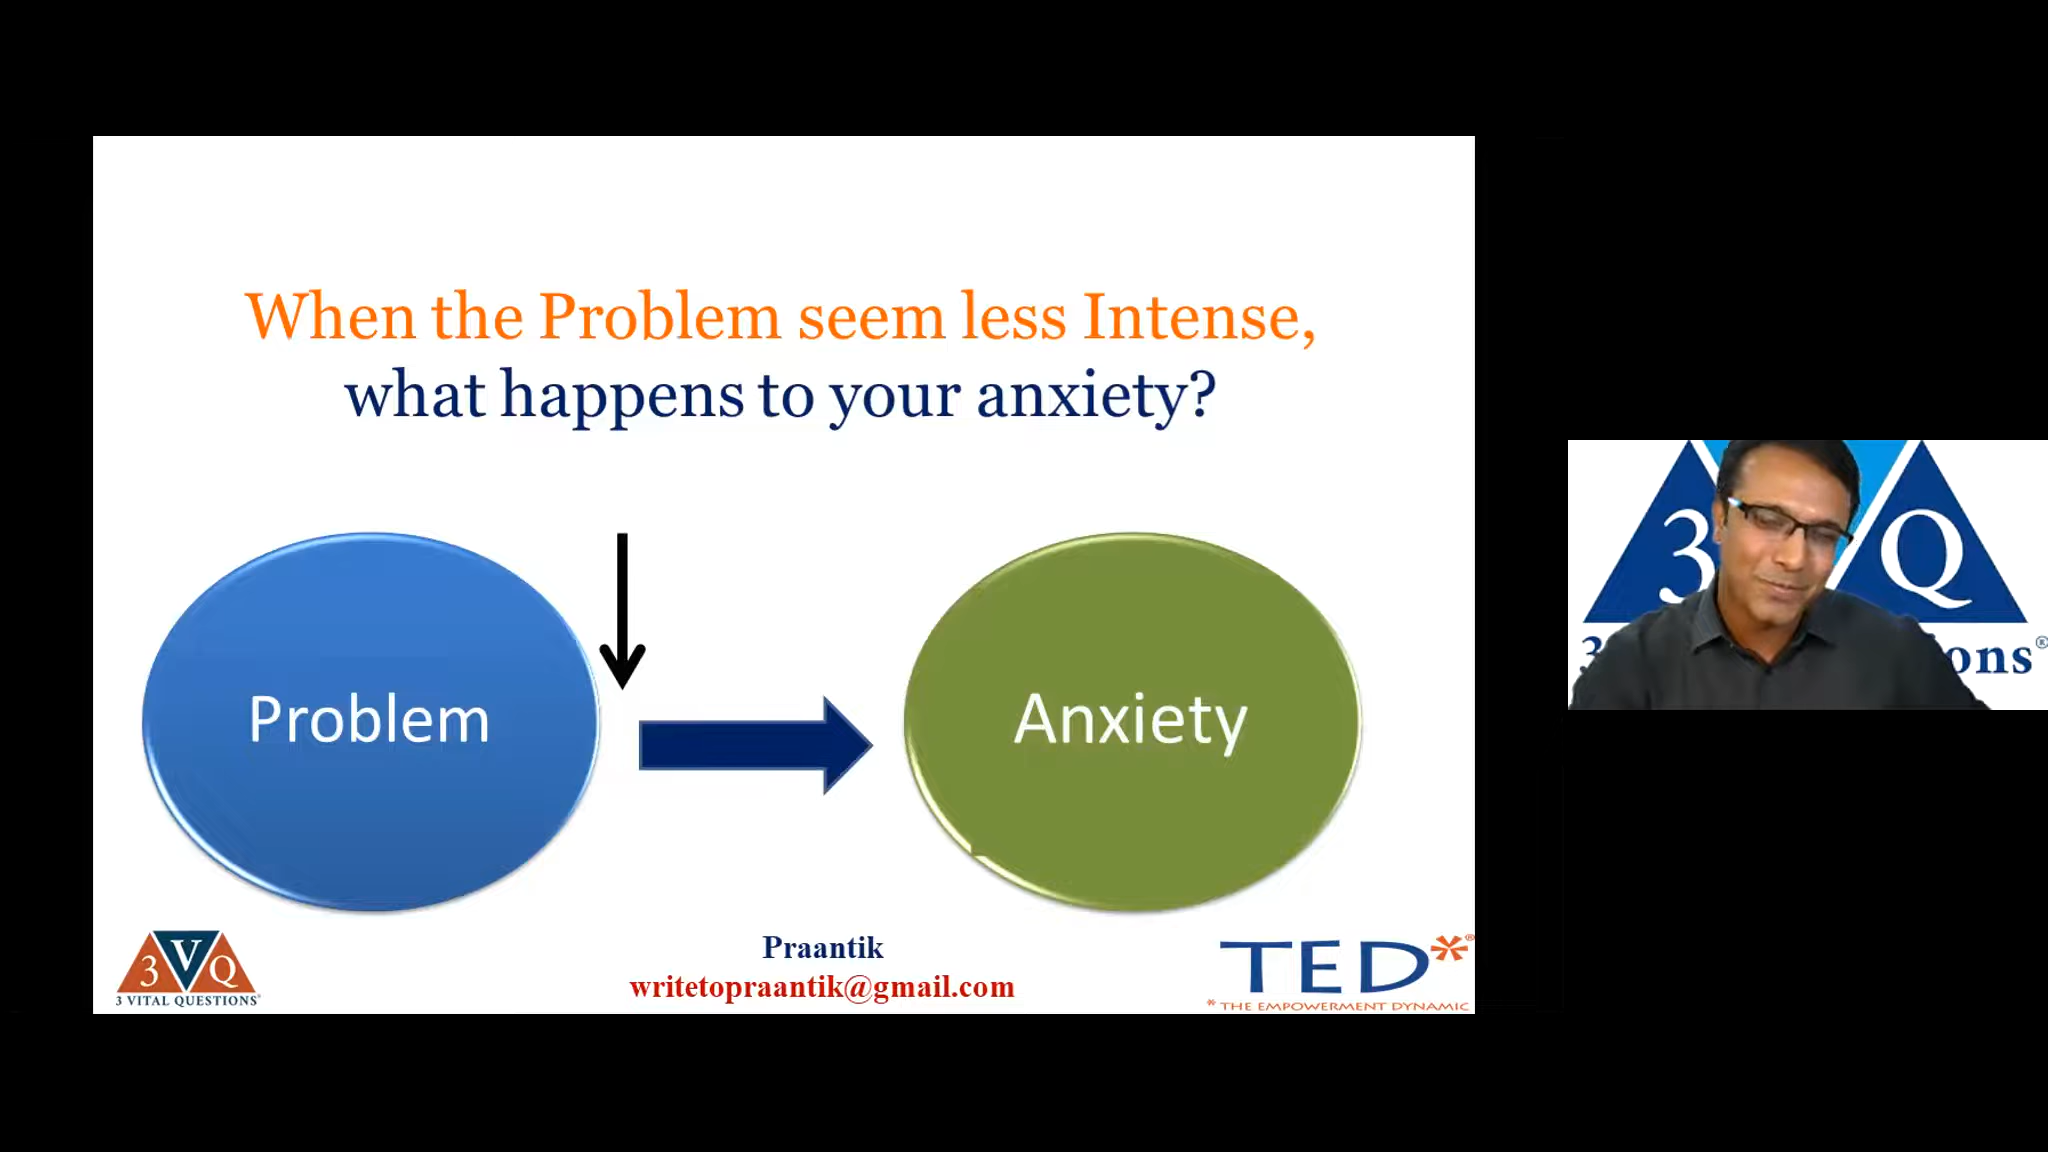 When the Problem seem less Intense,
what happens to your anxiety?
Problem
Anxiety
3VQ
3 VITAL QUESTIONS®
Praantik
writetopraantik@gmail.com
TED*®
* THE EMPOWERMENT DYNAMIC
3 Q
3 ons®